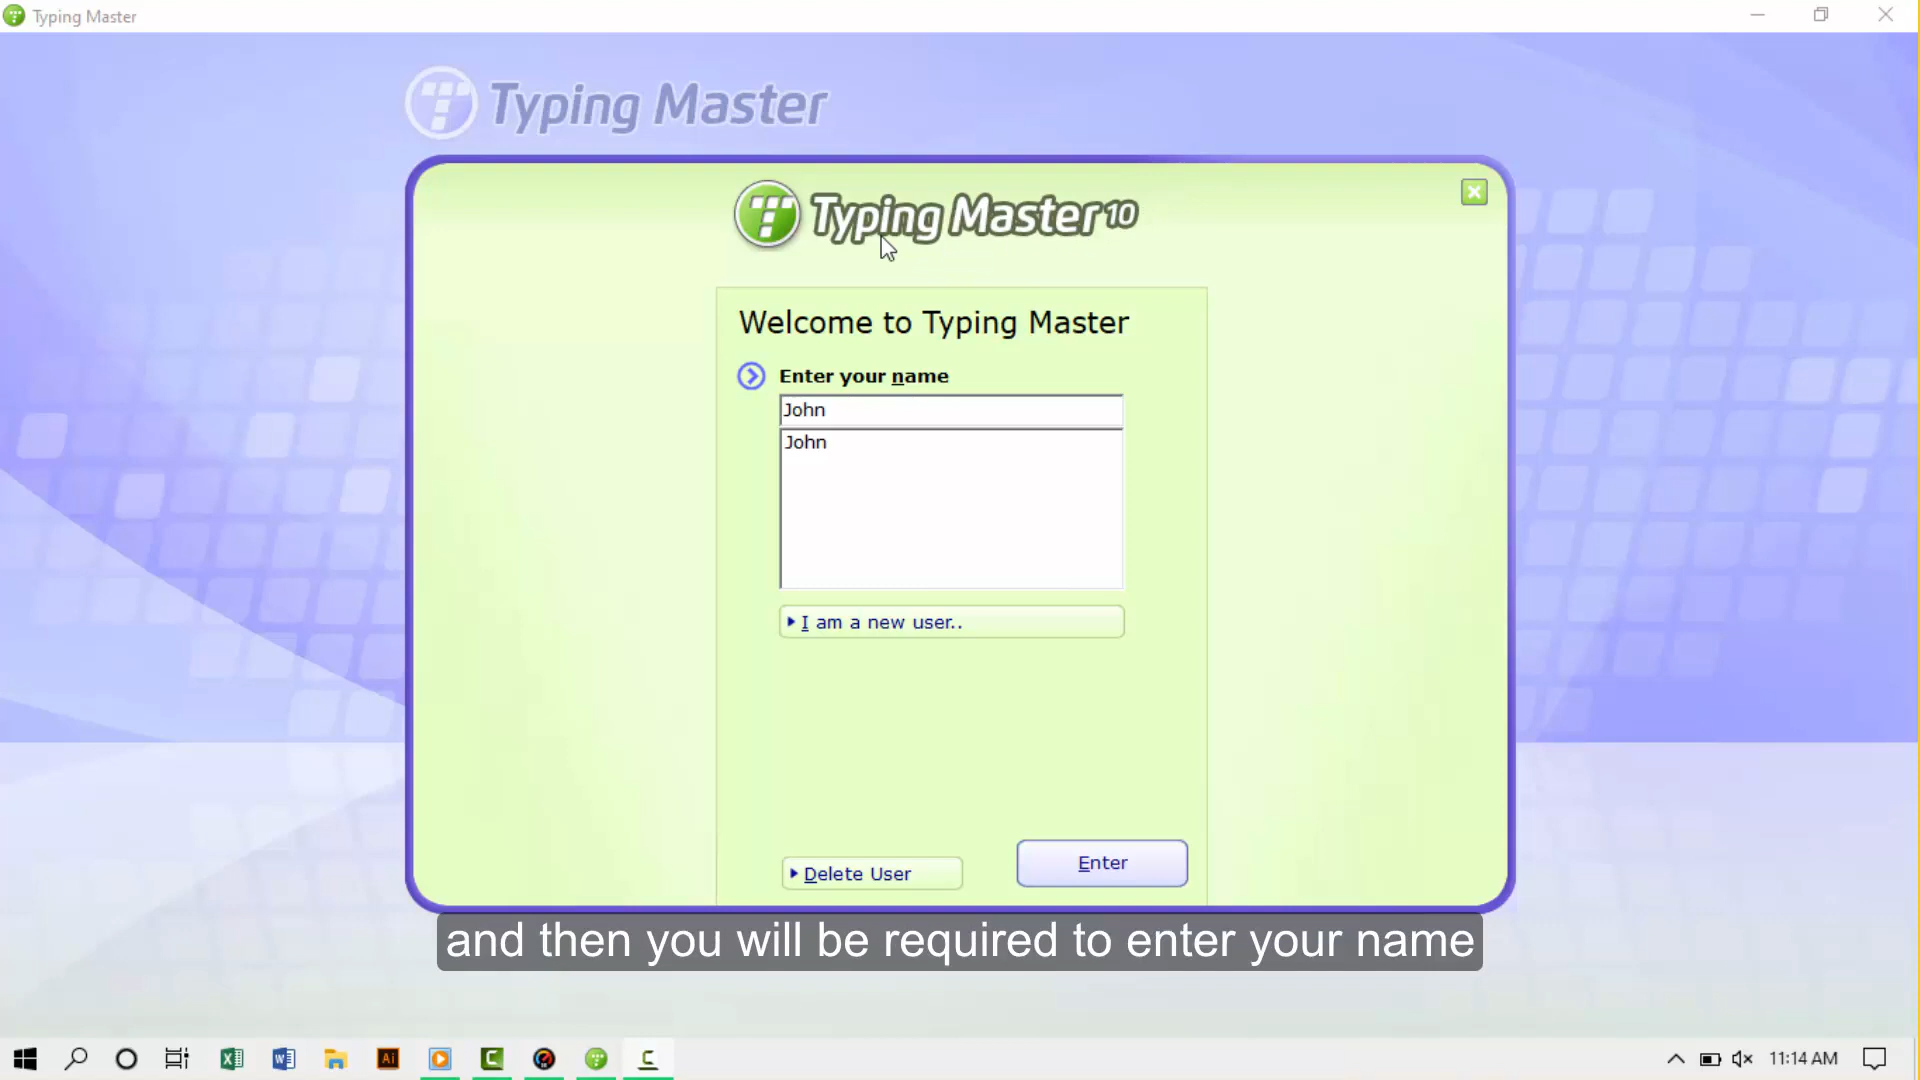 Typing Master
Typing Master
Typing Master 10
Welcome to Typing Master
Enter your name
John
John
I am a new user..
Delete User
Enter
and then you will be required to enter your name
Ai
11:14 AM